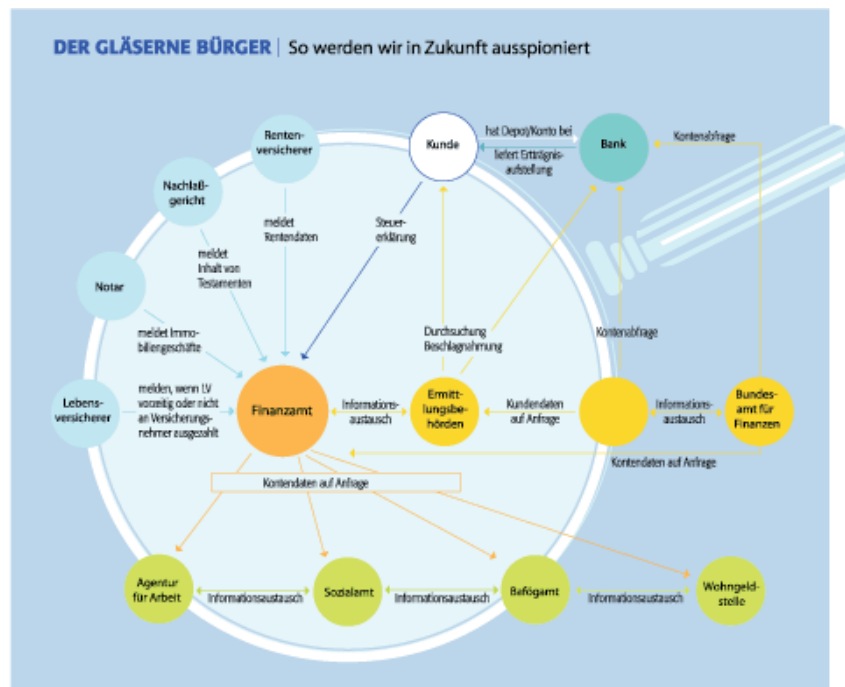 DER GLÄSERNE BÜRGER | So werden wir in Zukunft ausspioniert
Renten-
versicherer
Kunde
hat Depot/Konto bei
liefert Erträgnis-
aufstellung
Bank
Kontenabfrage
Nachlaßgericht
Notar
meldet
Inhalt von
Testamenten
meldet
Rentendaten
Steuer-
erklärung
meldet Immo-
biliengeschäfte
Durchsuchung
Beschlagnahmung
Kontenabfrage
Lebens-
versicherer
melden, wenn LV
vorzeitig oder nicht
an Versicherungs-
nehmer ausgezahlt
Finanzamt
Informations-
austausch
Ermitt-
lungsbe-
hörden
Kundendaten
auf Anfrage
Informations-
austausch
Bundes-
amt für
Finanzen
Kontendaten auf Anfrage
Kontendaten auf Anfrage
Agentur
für Arbeit
Informationsaustausch
Sozialamt
Informationsaustausch
Bafögamt
Informationsaustausch
Wohngeld-
stelle